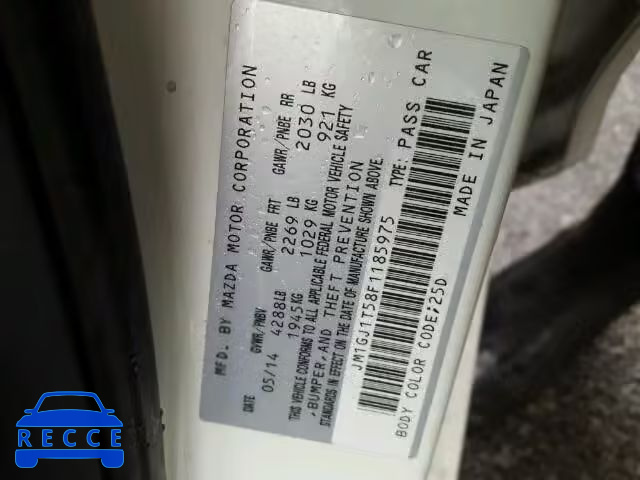 MFD. BY MAZDA MOTOR CORPORATION
DATE GVWR/PNBV GAWR/PNBE FRT GAWR/PNBE RR
05/14 4288LB 2269 LB 2030 LB
1945KG 1029 KG 921 KG
THIS VEHICLE CONFORMS TO ALL APPLICABLE FEDERAL MOTOR VEHICLE SAFETY
,BUMPER,AND THEFT PREVENTION
STANDARDS IN EFFECT ON THE DATE OF MANUFACTURE SHOWN ABOVE.
JM1GJ1T58F1185975 TYPE: PASS CAR
BODY COLOR CODE;25D MADE IN JAPAN
RECCE